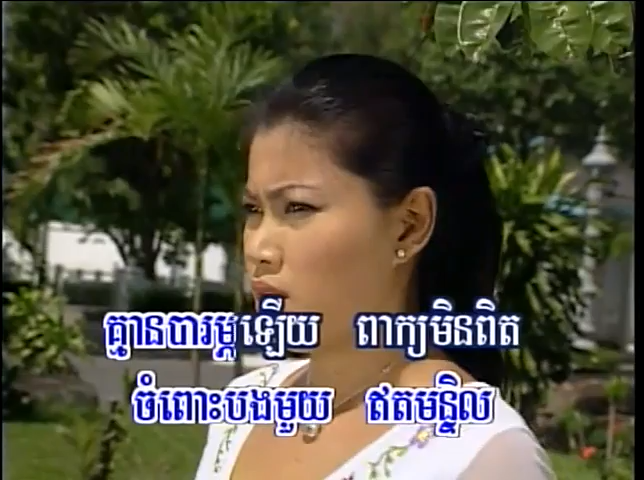 គ្មានបារម្ភឡើយ ពាក្យមិនពិត
ចំពោះបងមួយ ឥតមន្ទិល